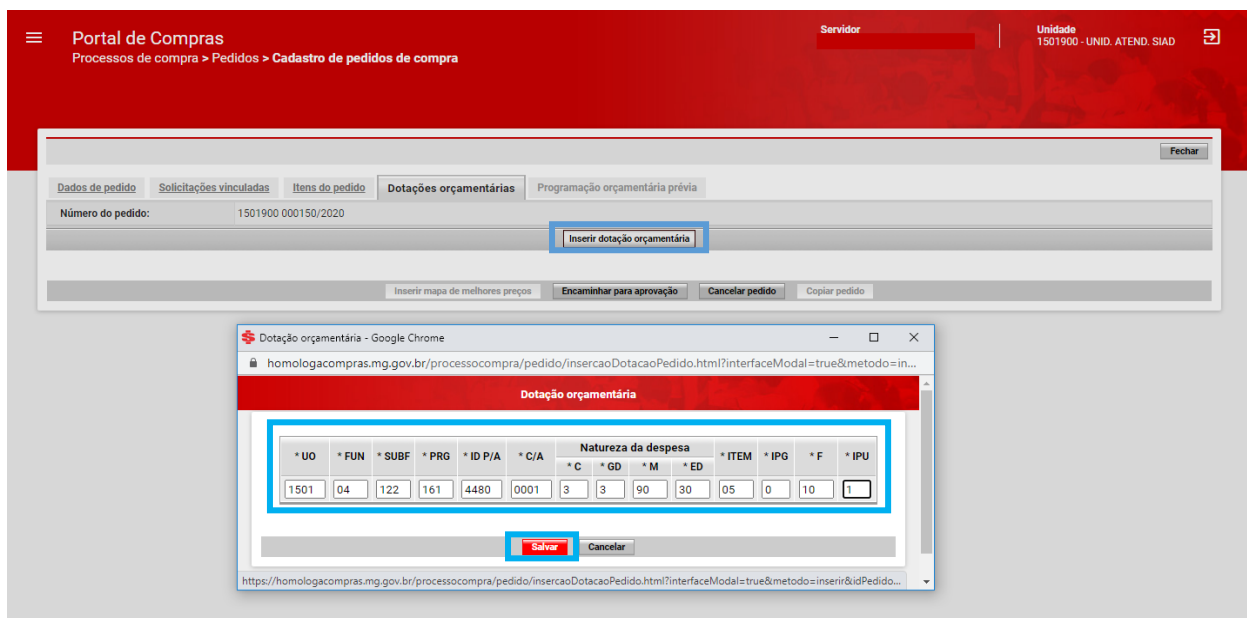 Portal de Compras
Processos de compra > Pedidos > Cadastro de pedidos de compra
Servidor
Unidade
1501900 - UNID. ATEND. SIAD
Fechar
Dados de pedido Solicitações vinculadas Itens do pedido Dotações orçamentárias Programação orçamentária prévia
Número do pedido: 1501900 000150/2020
Inserir dotação orçamentária
Inserir mapa de melhores preços Encaminhar para aprovação Cancelar pedido Copiar pedido
Dotação orçamentária - Google Chrome
homologacompras.mg.gov.br/processocompra/pedido/insercaoDotacaoPedido.html?interfaceModal=true&metodo=in...
Dotação orçamentária
* UO * FUN * SUBF * PRG * ID P/A * C/A Natureza da despesa * ITEM * IPG * F * IPU
* C * GD * M * ED
1501 04 122 161 4480 0001 3 3 90 30 05 0 10 1
Salvar Cancelar
https://homologacompras.mg.gov.br/processocompra/pedido/insercaoDotacaoPedido.html?interfaceModal=true&metodo=inserir&idPedido...